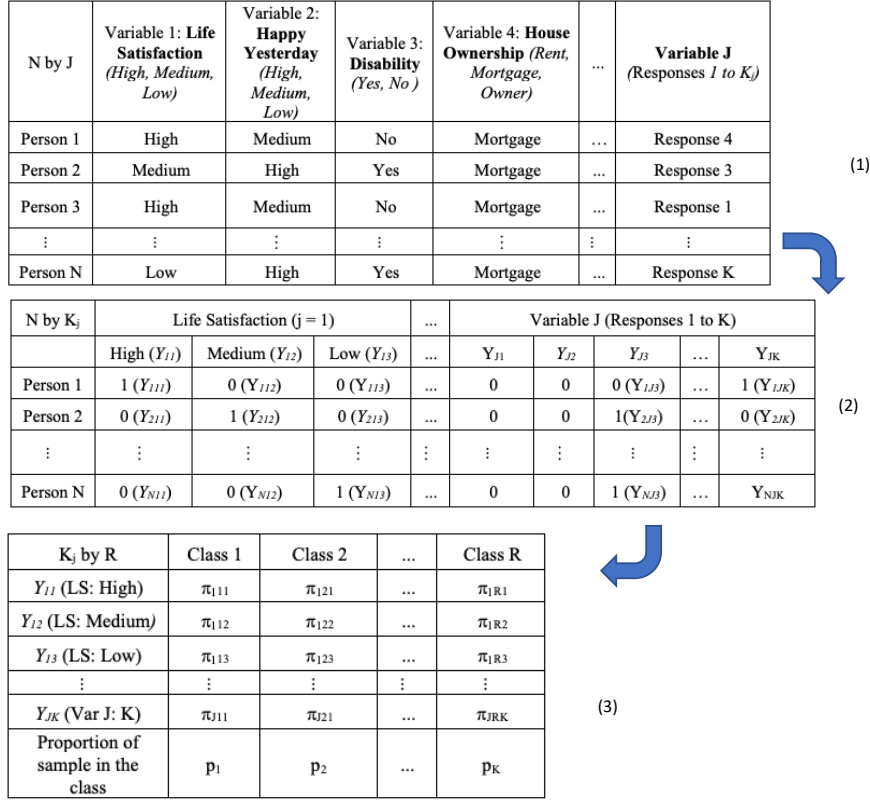 N by J | Variable 1: Life Satisfaction (High, Medium, Low) | Variable 2: Happy Yesterday (High, Medium, Low) | Variable 3: Disability (Yes, No ) | Variable 4: House Ownership (Rent, Mortgage, Owner) | ... | Variable J (Responses 1 to Kj)
Person 1 | High | Medium | No | Mortgage | … | Response 4
Person 2 | Medium | High | Yes | Mortgage | ... | Response 3
(1)
Person 3 | High | Medium | No | Mortgage | ... | Response 1
⋮ | ⋮ | ⋮ | ⋮ | ⋮ | ⋮ | ⋮
Person N | Low | High | Yes | Mortgage | ... | Response K
N by Kj | Life Satisfaction (j = 1) | ... | Variable J (Responses 1 to K)
High (Y11) | Medium (Y12) | Low (Y13) | ... | YJ1 | YJ2 | YJ3 | … | YJK
Person 1 | 1 (Y111) | 0 (Y112) | 0 (Y113) | ... | 0 | 0 | 0 (Y1J3) | … | 1 (Y1JK)
(2)
Person 2 | 0 (Y211) | 1 (Y212) | 0 (Y213) | ... | 0 | 0 | 1(Y2J3) | … | 0 (Y2JK)
⋮ | ⋮ | ⋮ | ⋮ | ⋮ | ⋮ | ⋮ | ⋮ | ⋮ | ⋮
Person N | 0 (YN11) | 0 (YN12) | 1 (YN13) | ... | 0 | 0 | 1 (YNJ3) | … | YNJK
Kj by R | Class 1 | Class 2 | ... | Class R
Y11 (LS: High) | π111 | π121 | ... | π1R1
Y12 (LS: Medium) | π112 | π122 | ... | π1R2
Y13 (LS: Low) | π113 | π123 | ... | π1R3
⋮ | ⋮ | ⋮ | ⋮ | ⋮
(3)
YJK (Var J: K) | πJ11 | πJ21 | ... | πJRK
Proportion of sample in the class | p1 | p2 | ... | pK